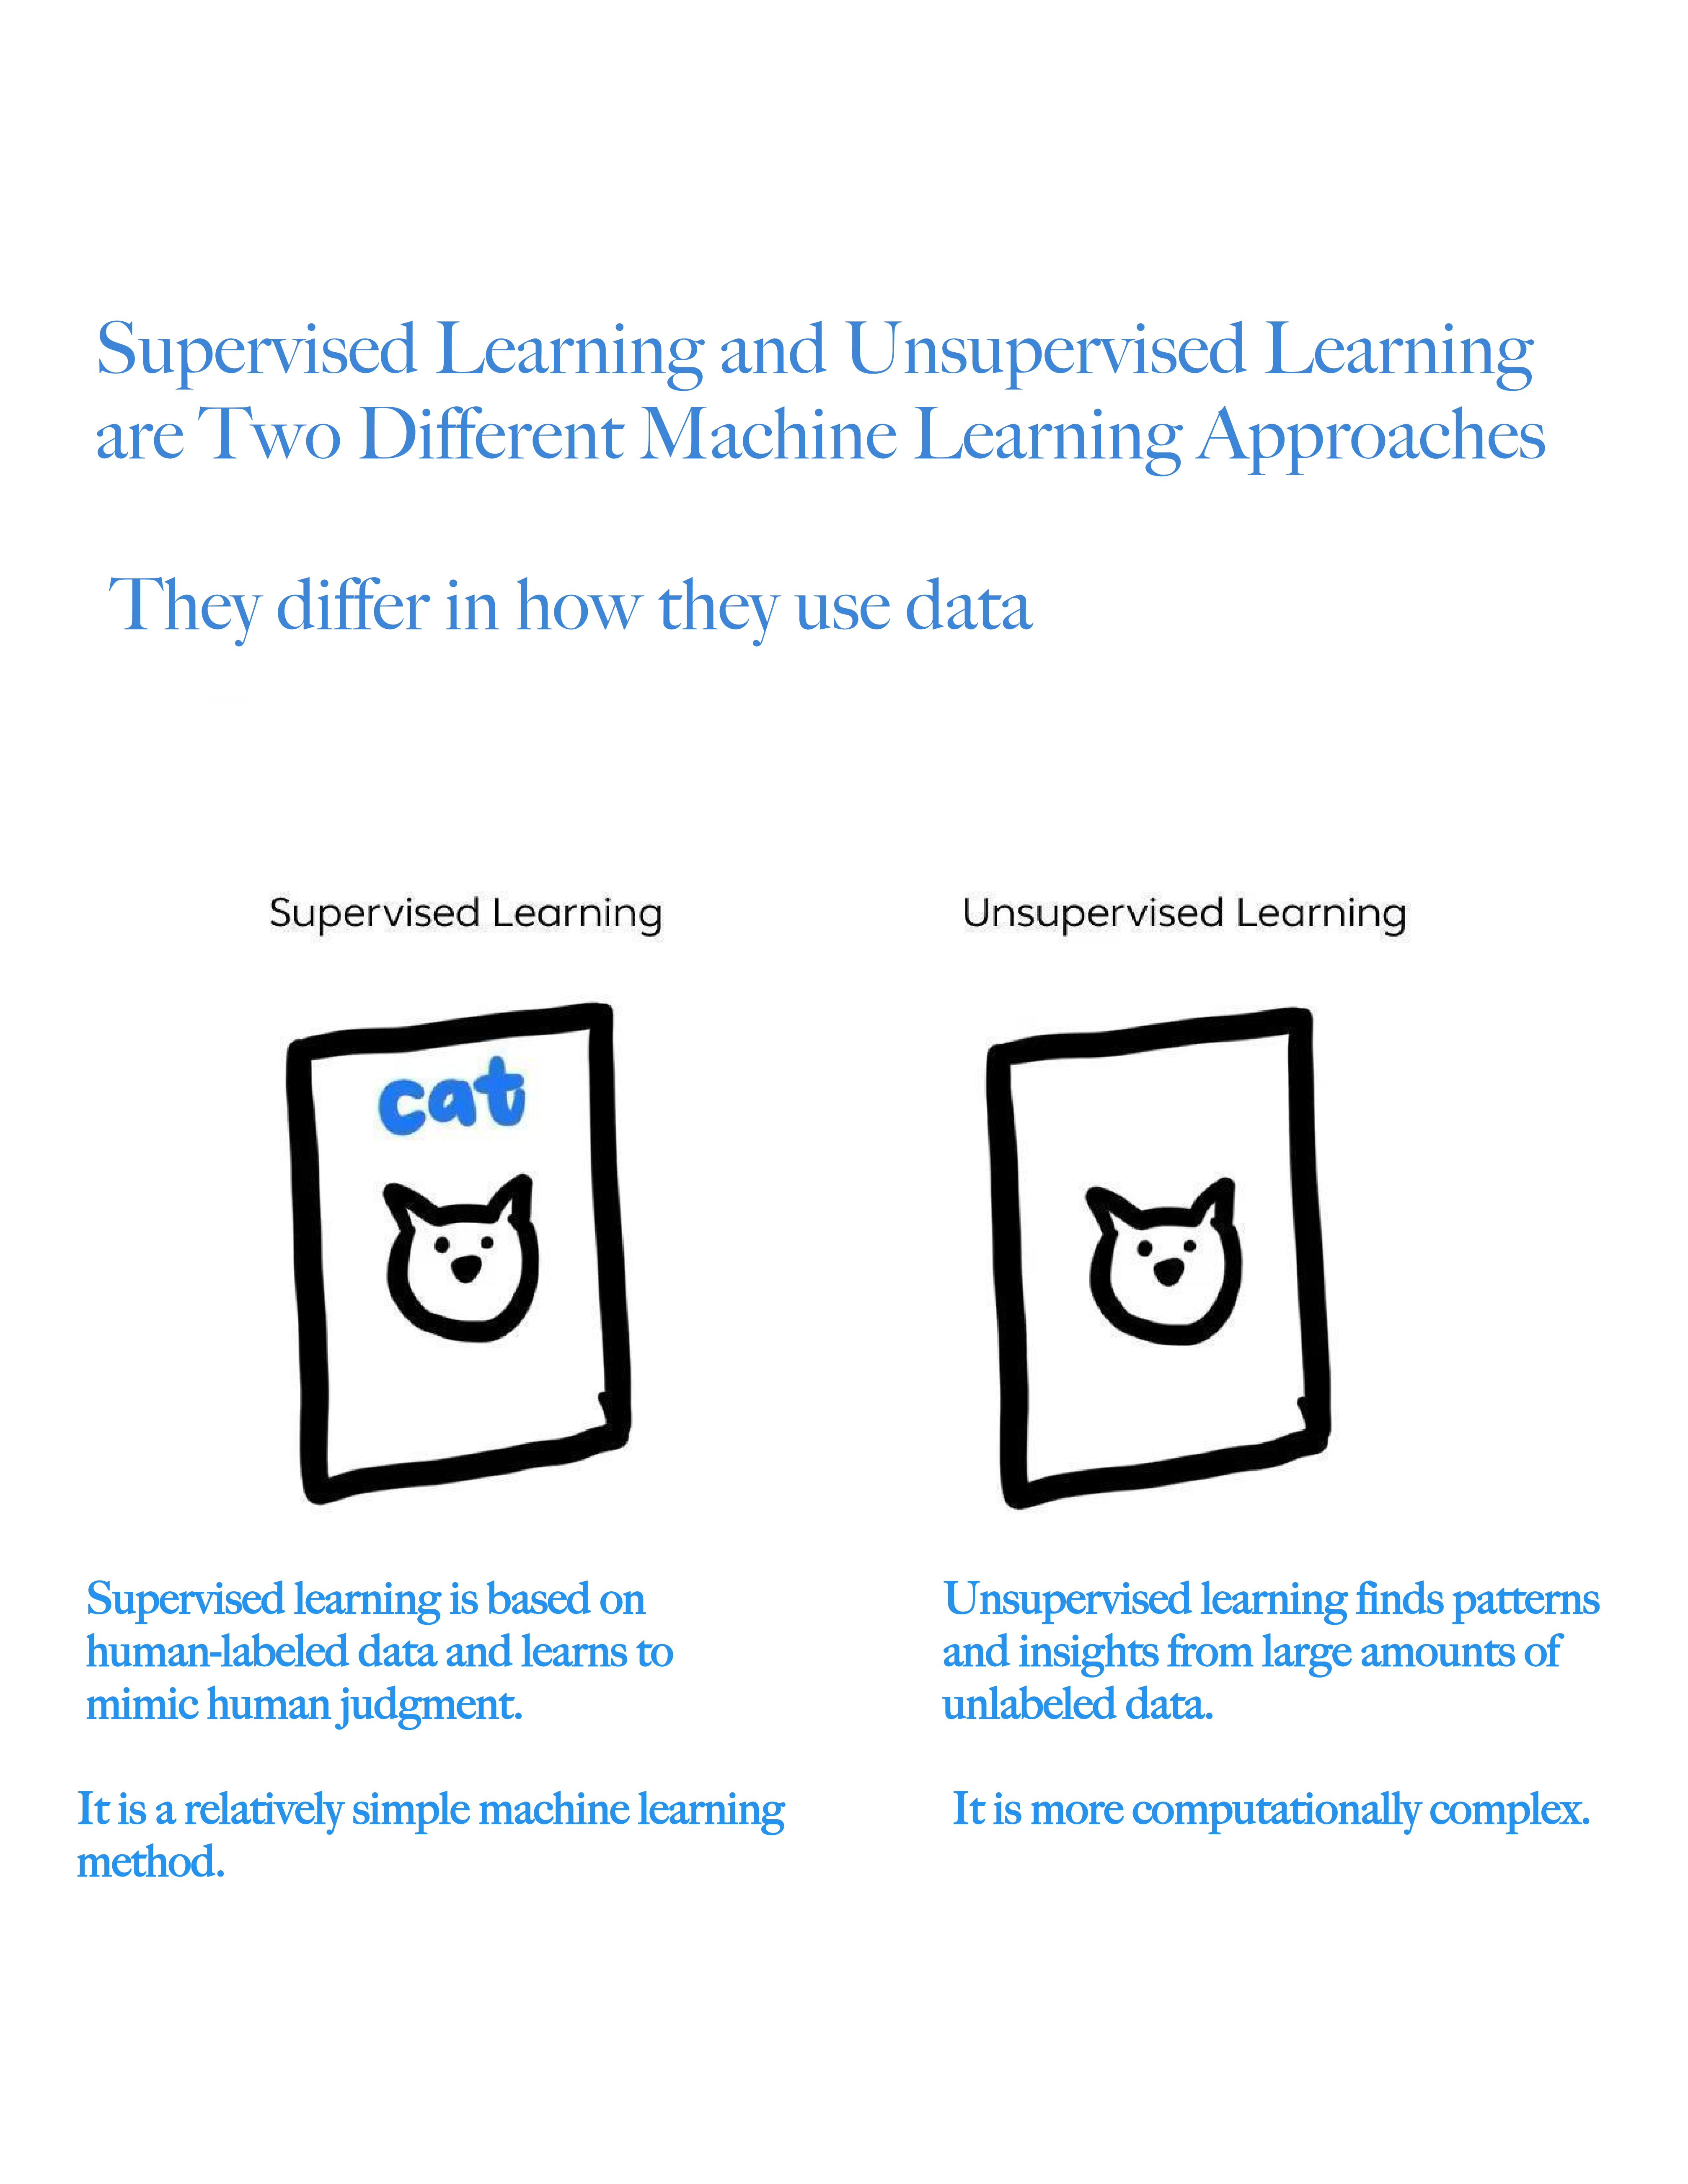 Supervised Learning and Unsupervised Learning
are Two Different Machine Learning Approaches
They differ in how they use data
Supervised Learning
Unsupervised Learning
cat
Supervised learning is based on
human-labeled data and learns to
mimic human judgment.
It is a relatively simple machine learning
method.
Unsupervised learning finds patterns
and insights from large amounts of
unlabeled data.
It is more computationally complex.